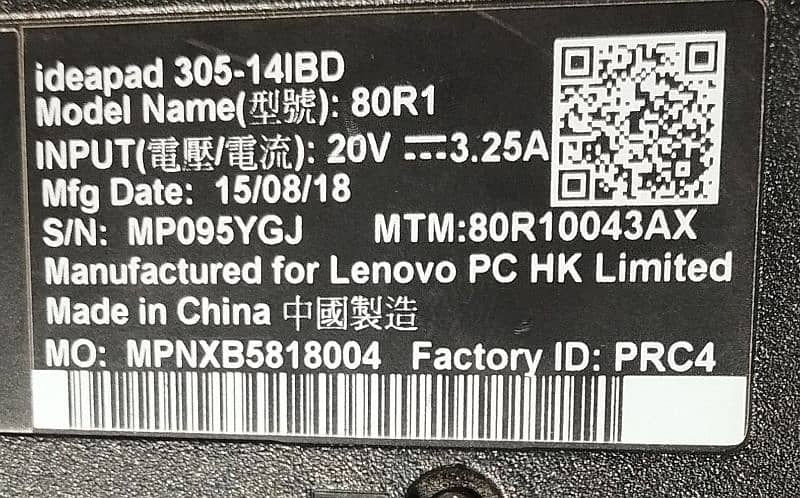 ideapad 305-14IBD
Model Name(型號): 80R1
INPUT(電壓/電流): 20V ⎓3.25A
Mfg Date: 15/08/18
S/N: MP095YGJ MTM:80R10043AX
Manufactured for Lenovo PC HK Limited
Made in China 中國製造
MO: MPNXB5818004 Factory ID: PRC4